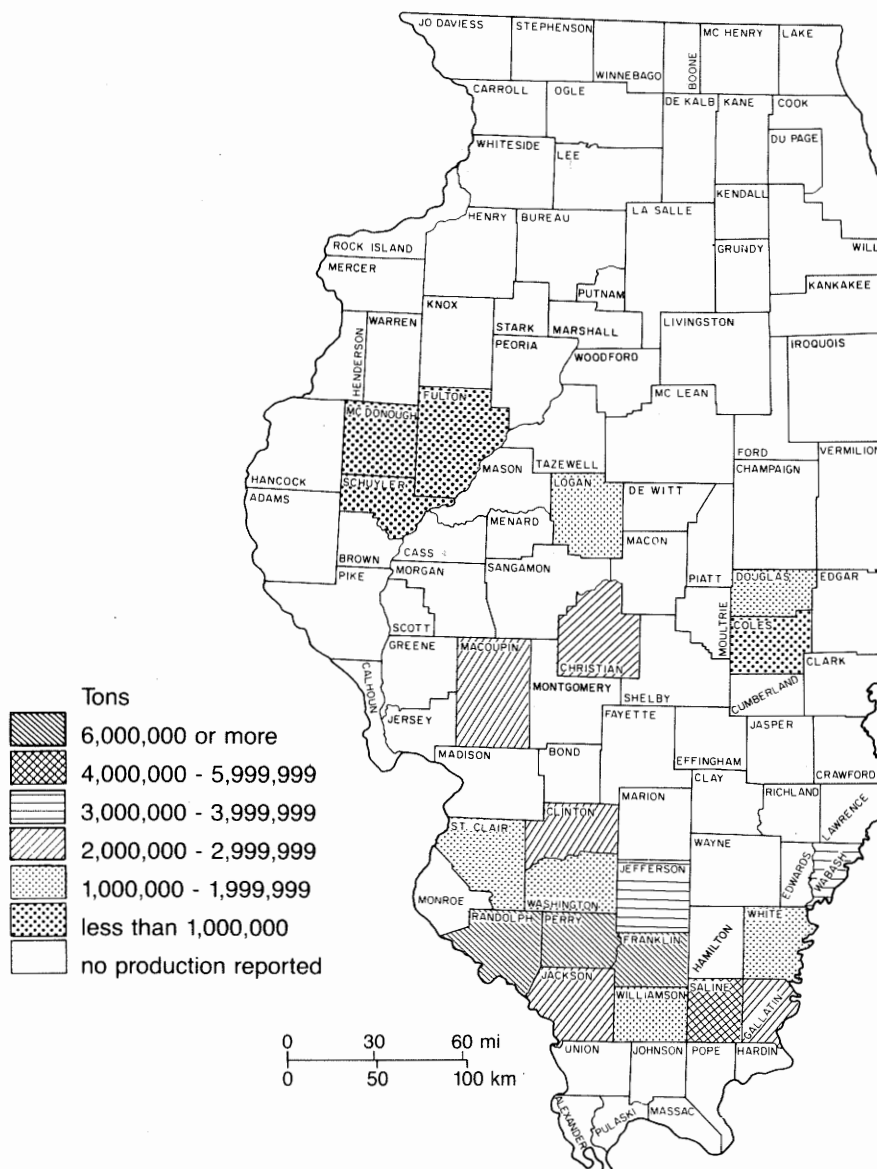 JO DAVIESS
STEPHENSON
WINNEBAGO
BOONE
MC HENRY
LAKE
CARROLL
OGLE
DE KALB
KANE
COOK
DU PAGE
WHITESIDE
LEE
KENDALL
HENRY
BUREAU
LA SALLE
GRUNDY
WILL
ROCK ISLAND
MERCER
PUTNAM
KANKAKEE
KNOX
STARK
MARSHALL
LIVINGSTON
IROQUOIS
HENDERSON
WARREN
PEORIA
WOODFORD
MC LEAN
FULTON
MC DONOUGH
FORD
VERMILION
HANCOCK
SCHUYLER
MASON
TAZEWELL
LOGAN
DE WITT
CHAMPAIGN
ADAMS
BROWN
CASS
MENARD
MACON
PIATT
DOUGLAS
EDGAR
PIKE
MORGAN
SANGAMON
SCOTT
MOULTRIE
COLES
GREENE
MACOUPIN
CHRISTIAN
CLARK
CALHOUN
JERSEY
MONTGOMERY
SHELBY
CUMBERLAND
FAYETTE
EFFINGHAM
JASPER
CRAWFORD
MADISON
BOND
CLAY
RICHLAND
LAWRENCE
MARION
CLINTON
ST. CLAIR
WAYNE
EDWARDS
WABASH
JEFFERSON
MONROE
WASHINGTON
RANDOLPH
PERRY
FRANKLIN
HAMILTON
WHITE
JACKSON
WILLIAMSON
SALINE
GALLATIN
UNION
JOHNSON
POPE
HARDIN
ALEXANDER
PULASKI
MASSAC
Tons
6,000,000 or more
4,000,000 - 5,999,999
3,000,000 - 3,999,999
2,000,000 - 2,999,999
1,000,000 - 1,999,999
less than 1,000,000
no production reported
0 30 60 mi
0 50 100 km